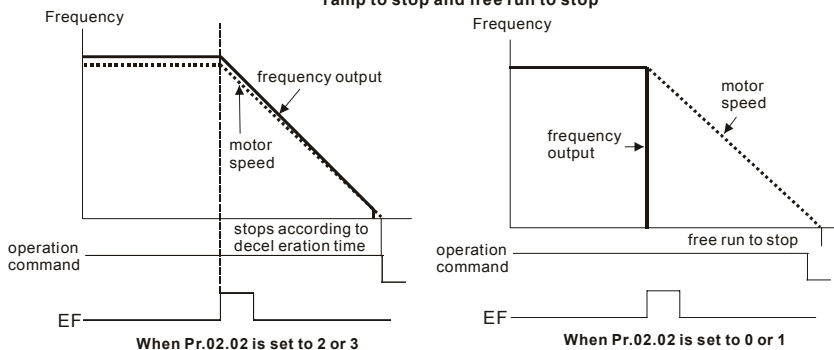 ramp to stop and free run to stop
Frequency
frequency output
motor
speed
stops according to
decel eration time
operation
command
EF
When Pr.02.02 is set to 2 or 3
Frequency
motor
speed
frequency
output
free run to stop
operation
command
EF
When Pr.02.02 is set to 0 or 1